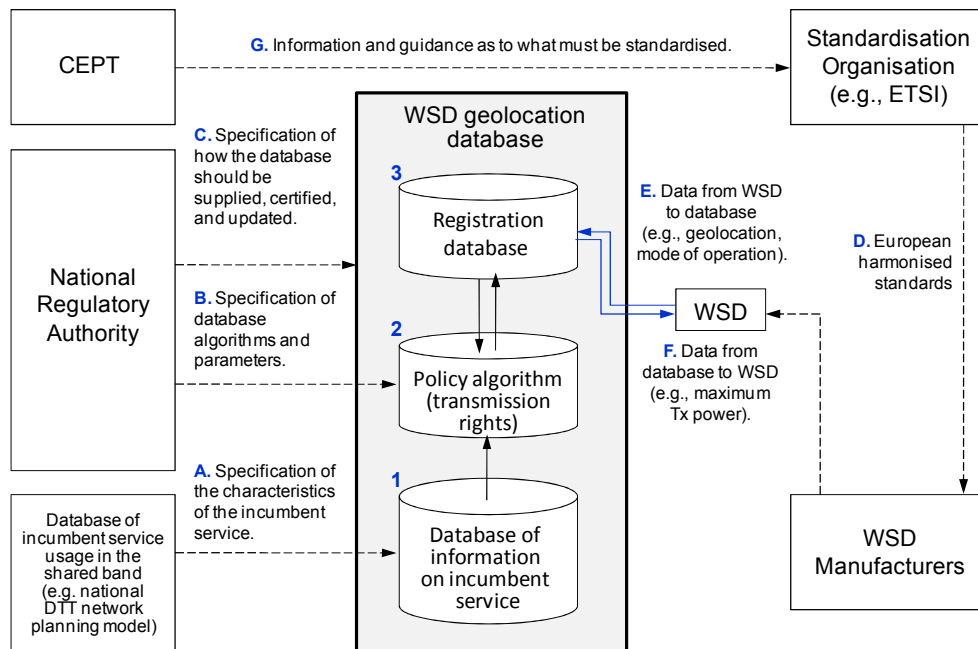 CEPT
G. Information and guidance as to what must be standardised.
Standardisation
Organisation
(e.g., ETSI)
C. Specification of
how the database
should be
supplied, certified,
and updated.
WSD geolocation
database
3
Registration
database
E. Data from WSD
to database
(e.g., geolocation,
mode of operation).
D. European
harmonised
standards
National
Regulatory
Authority
B. Specification of
database
algorithms and
parameters.
WSD
2
Policy algorithm
(transmission
rights)
F. Data from
database to WSD
(e.g., maximum
Tx power).
A. Specification of
the characteristics
of the incumbent
service.
1
Database of
information
on incumbent
service
Database of
incumbent service
usage in the
shared band
(e.g. national
DTT network
planning model)
WSD
Manufacturers